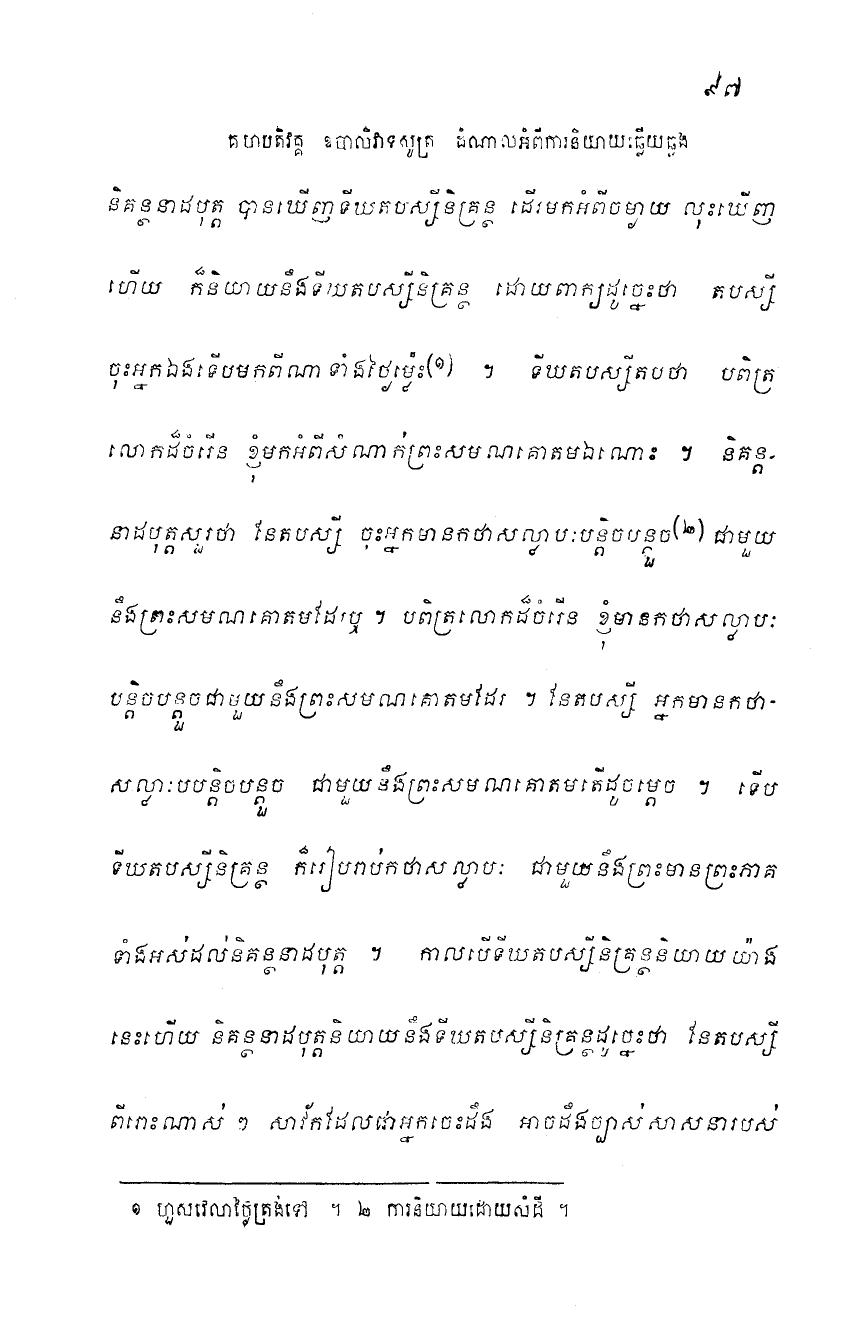 ៩៧
គហបតិវគ្គ ឧបាលិវាទសូត្រ ដំណាលអំពីការនិយាយឆ្លើយឆ្លង
និគន្ថនាដបុត្ត បានឃើញទីឃតបស្សីនិគ្រន្ថ ដើរមកអំពីចម្ងាយ លុះឃើញ
ហើយ ក៏និយាយនឹងទីឃតបស្សីនិគ្រន្ថ ដោយពាក្យដូច្នេះថា តបស្សី
ចុះអ្នកឯងទើបមកពីណា ទាំងថ្ងៃម្ល៉េះ(១) ។ ទីឃតបស្សីតបថា បពិត្រ
លោកដ៏ចំរើន ខ្ញុំមកអំពីសំណាក់ព្រះសមណគោតមឯណោះ ។ និគន្ត-
នាដបុត្តសួរថា នែតបស្សី ចុះអ្នកមានកថាសល្លាបៈបន្តិចបន្តួច(២) ជាមួយ
នឹងព្រះសមណគោតមដែរឬ ។ បពិត្រលោកដ៏ចំរើន ខ្ញុំមានកថាសល្លាបៈ
បន្តិចបន្តួចជាមួយនឹងព្រះសមណគោតមដែរ ។ នែតបស្សី អ្នកមានកថា-
សល្លាៈបបន្តិចបន្តួច ជាមួយនឹងព្រះសមណគោតមតើដូចម្តេច ។ ទើប
ទីឃតបស្សីនិគ្រន្ថ ក៏រៀបរាប់កថាសល្លាបៈ ជាមួយនឹងព្រះមានព្រះភាគ
ទាំងអស់ដល់និគន្ថនាដបុត្ត ។ កាលបើទីឃតបស្សីនិគ្រន្ថនិយាយយ៉ាង
នេះហើយ និគន្ថនាដបុត្តនិយាយនឹងទីឃតបស្សីនិគ្រន្ថដូច្នេះថា នែតបស្សី
ពីរោះណាស់ ៗ សាវ័កដែលជាអ្នកចេះដឹង អាចដឹងច្បាស់សាសនារបស់
១ ហួសវេលាថ្ងៃត្រង់ទៅ ។ ២ ការនិយាយដោយសំដី ។